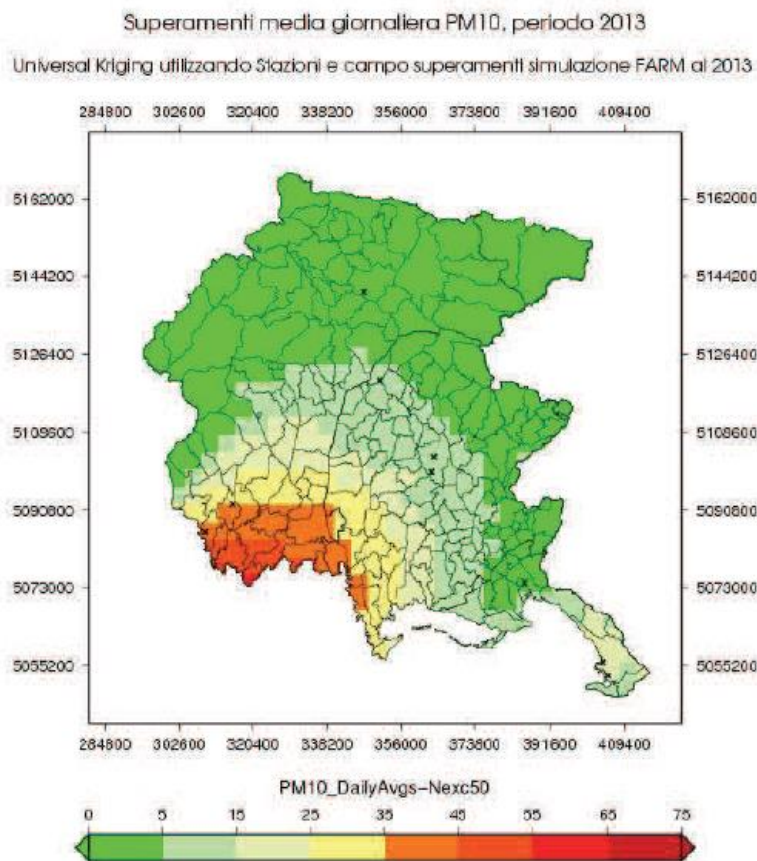 Superamenti media giornaliera PM10, periodo 2013
Universal Kriging utilizzando Stazioni e campo superamenti simulazione FARM al 2013
284800 302600 320400 338200 356000 373800 391600 409400
5162000 5162000
5144200 5144200
5126400 5126400
5108600 5108600
5090800 5090800
5073000 5073000
5055200 5055200
284800 302600 320400 338200 356000 373800 391600 409400
PM10_DailyAvgs-Nexc50
0 5 15 25 35 45 55 65 75